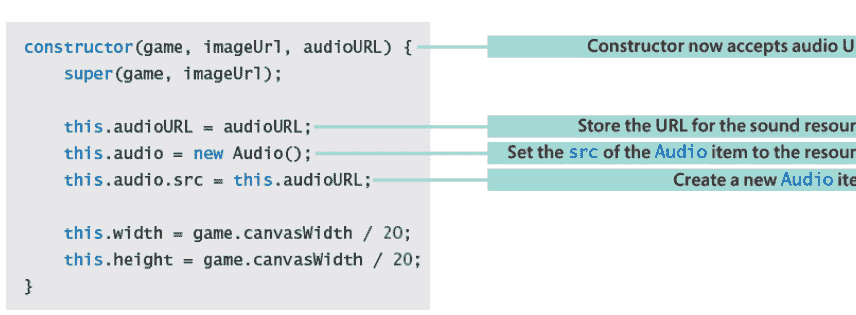 constructor(game, imageUrl, audioURL) { Constructor now accepts audio U
super(game, imageUrl);
this.audioURL = audioURL; Store the URL for the sound resour
this.audio = new Audio(); Set the src of the Audio item to the resour
this.audio.src = this.audioURL; Create a new Audio ite
this.width = game.canvasWidth / 20;
this.height = game.canvasWidth / 20;
}